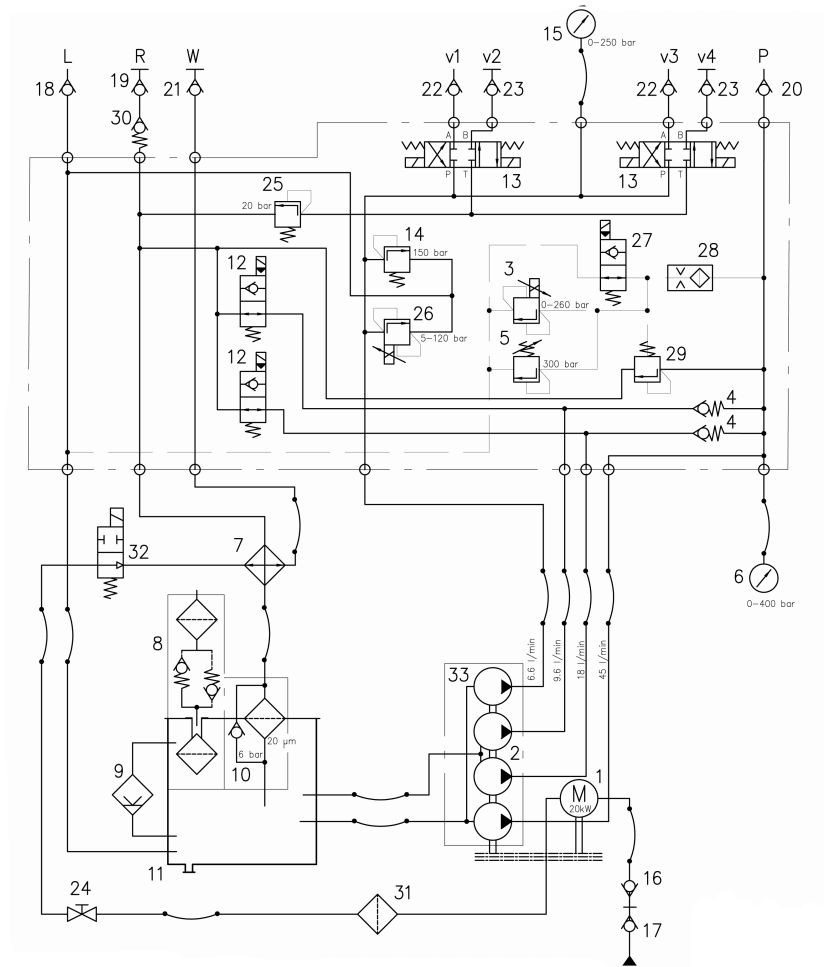 15
0-250 bar
L
R
W
v1
v2
v3
v4
P
18
19
21
22
23
22
23
20
30
A
B
A
B
P
T
P
T
13
13
25
20 bar
14
150 bar
27
28
12
3
0-260 bar
26
5-120 bar
5
300 bar
29
12
4
4
32
7
6
0-400 bar
8
6.6 l/min
9.6 l/min
18 l/min
45 l/min
33
20 µm
6 bar
2
9
10
1
M
20kW
11
16
24
31
17